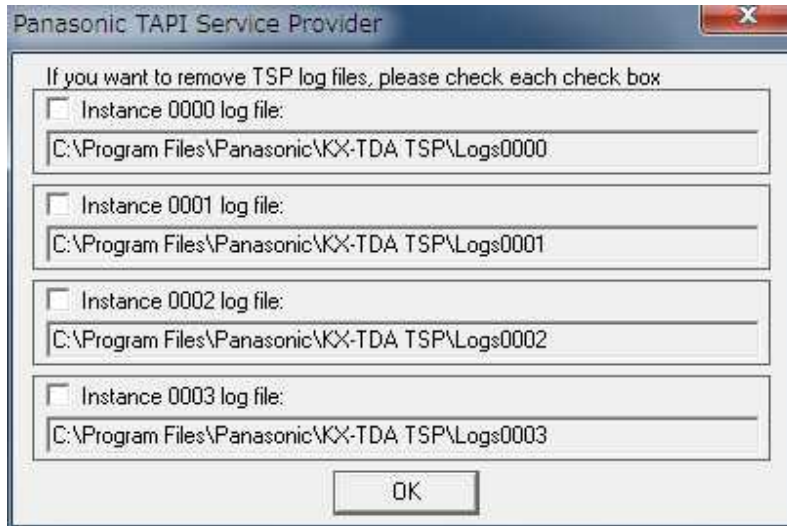 Panasonic TAPI Service Provider
If you want to remove TSP log files, please check each check box
Instance 0000 log file:
C:\Program Files\Panasonic\KX-TDA TSP\Logs0000
Instance 0001 log file:
C:\Program Files\Panasonic\KX-TDA TSP\Logs0001
Instance 0002 log file:
C:\Program Files\Panasonic\KX-TDA TSP\Logs0002
Instance 0003 log file:
C:\Program Files\Panasonic\KX-TDA TSP\Logs0003
OK